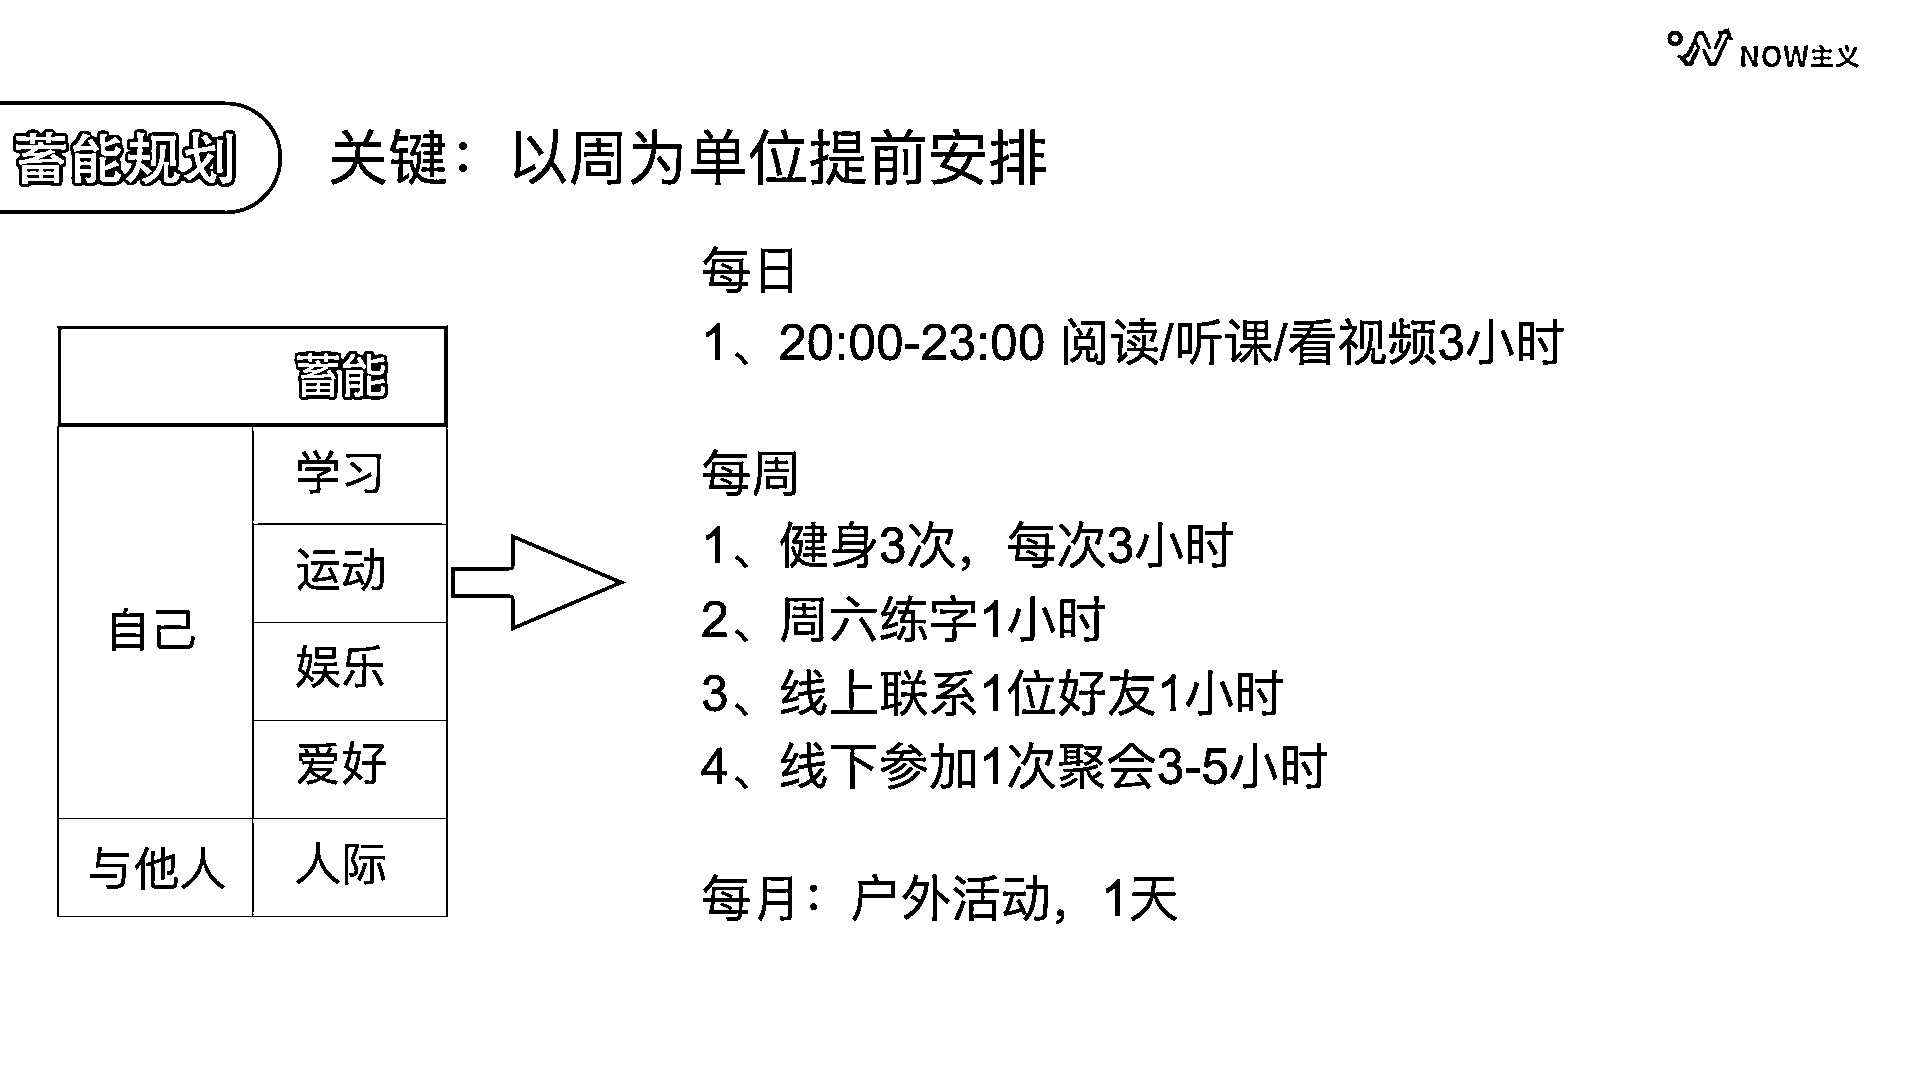 NOW主义
蓄能规划
关键：以周为单位提前安排
蓄能
自己
学习
运动
娱乐
爱好
与他人
人际
每日
1、20:00-23:00 阅读/听课/看视频3小时
每周
1、健身3次，每次3小时
2、周六练字1小时
3、线上联系1位好友1小时
4、线下参加1次聚会3-5小时
每月：户外活动，1天